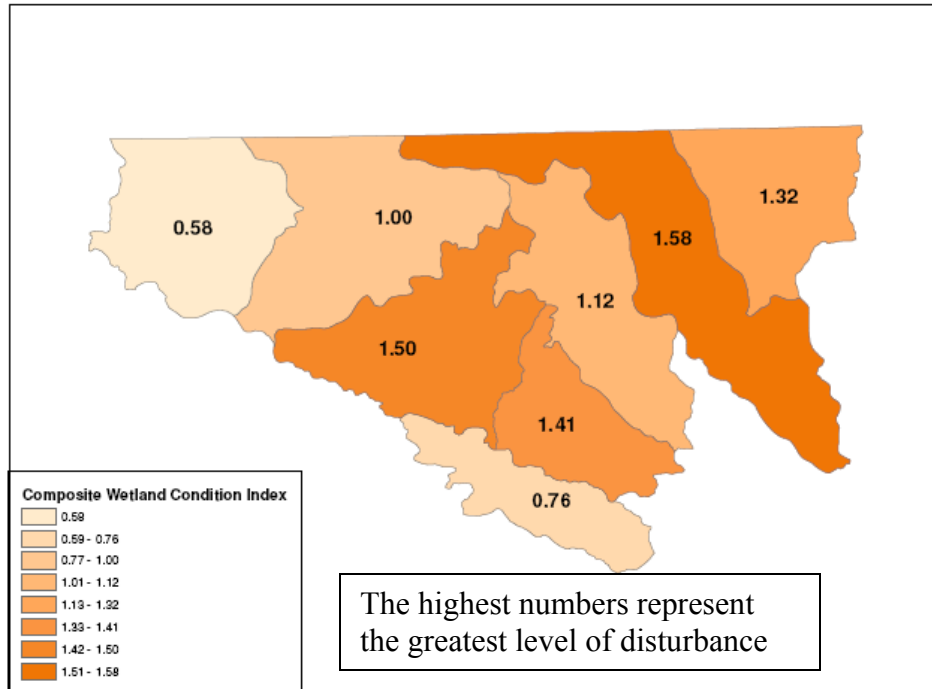 1.32
0.58
1.00
1.58
1.12
1.50
1.41
0.76
Composite Wetland Condition Index
0.58
0.59 - 0.76
0.77 - 1.00
1.01 - 1.12
1.13 - 1.32
1.33 - 1.41
1.42 - 1.50
1.51 - 1.58
The highest numbers represent
the greatest level of disturbance